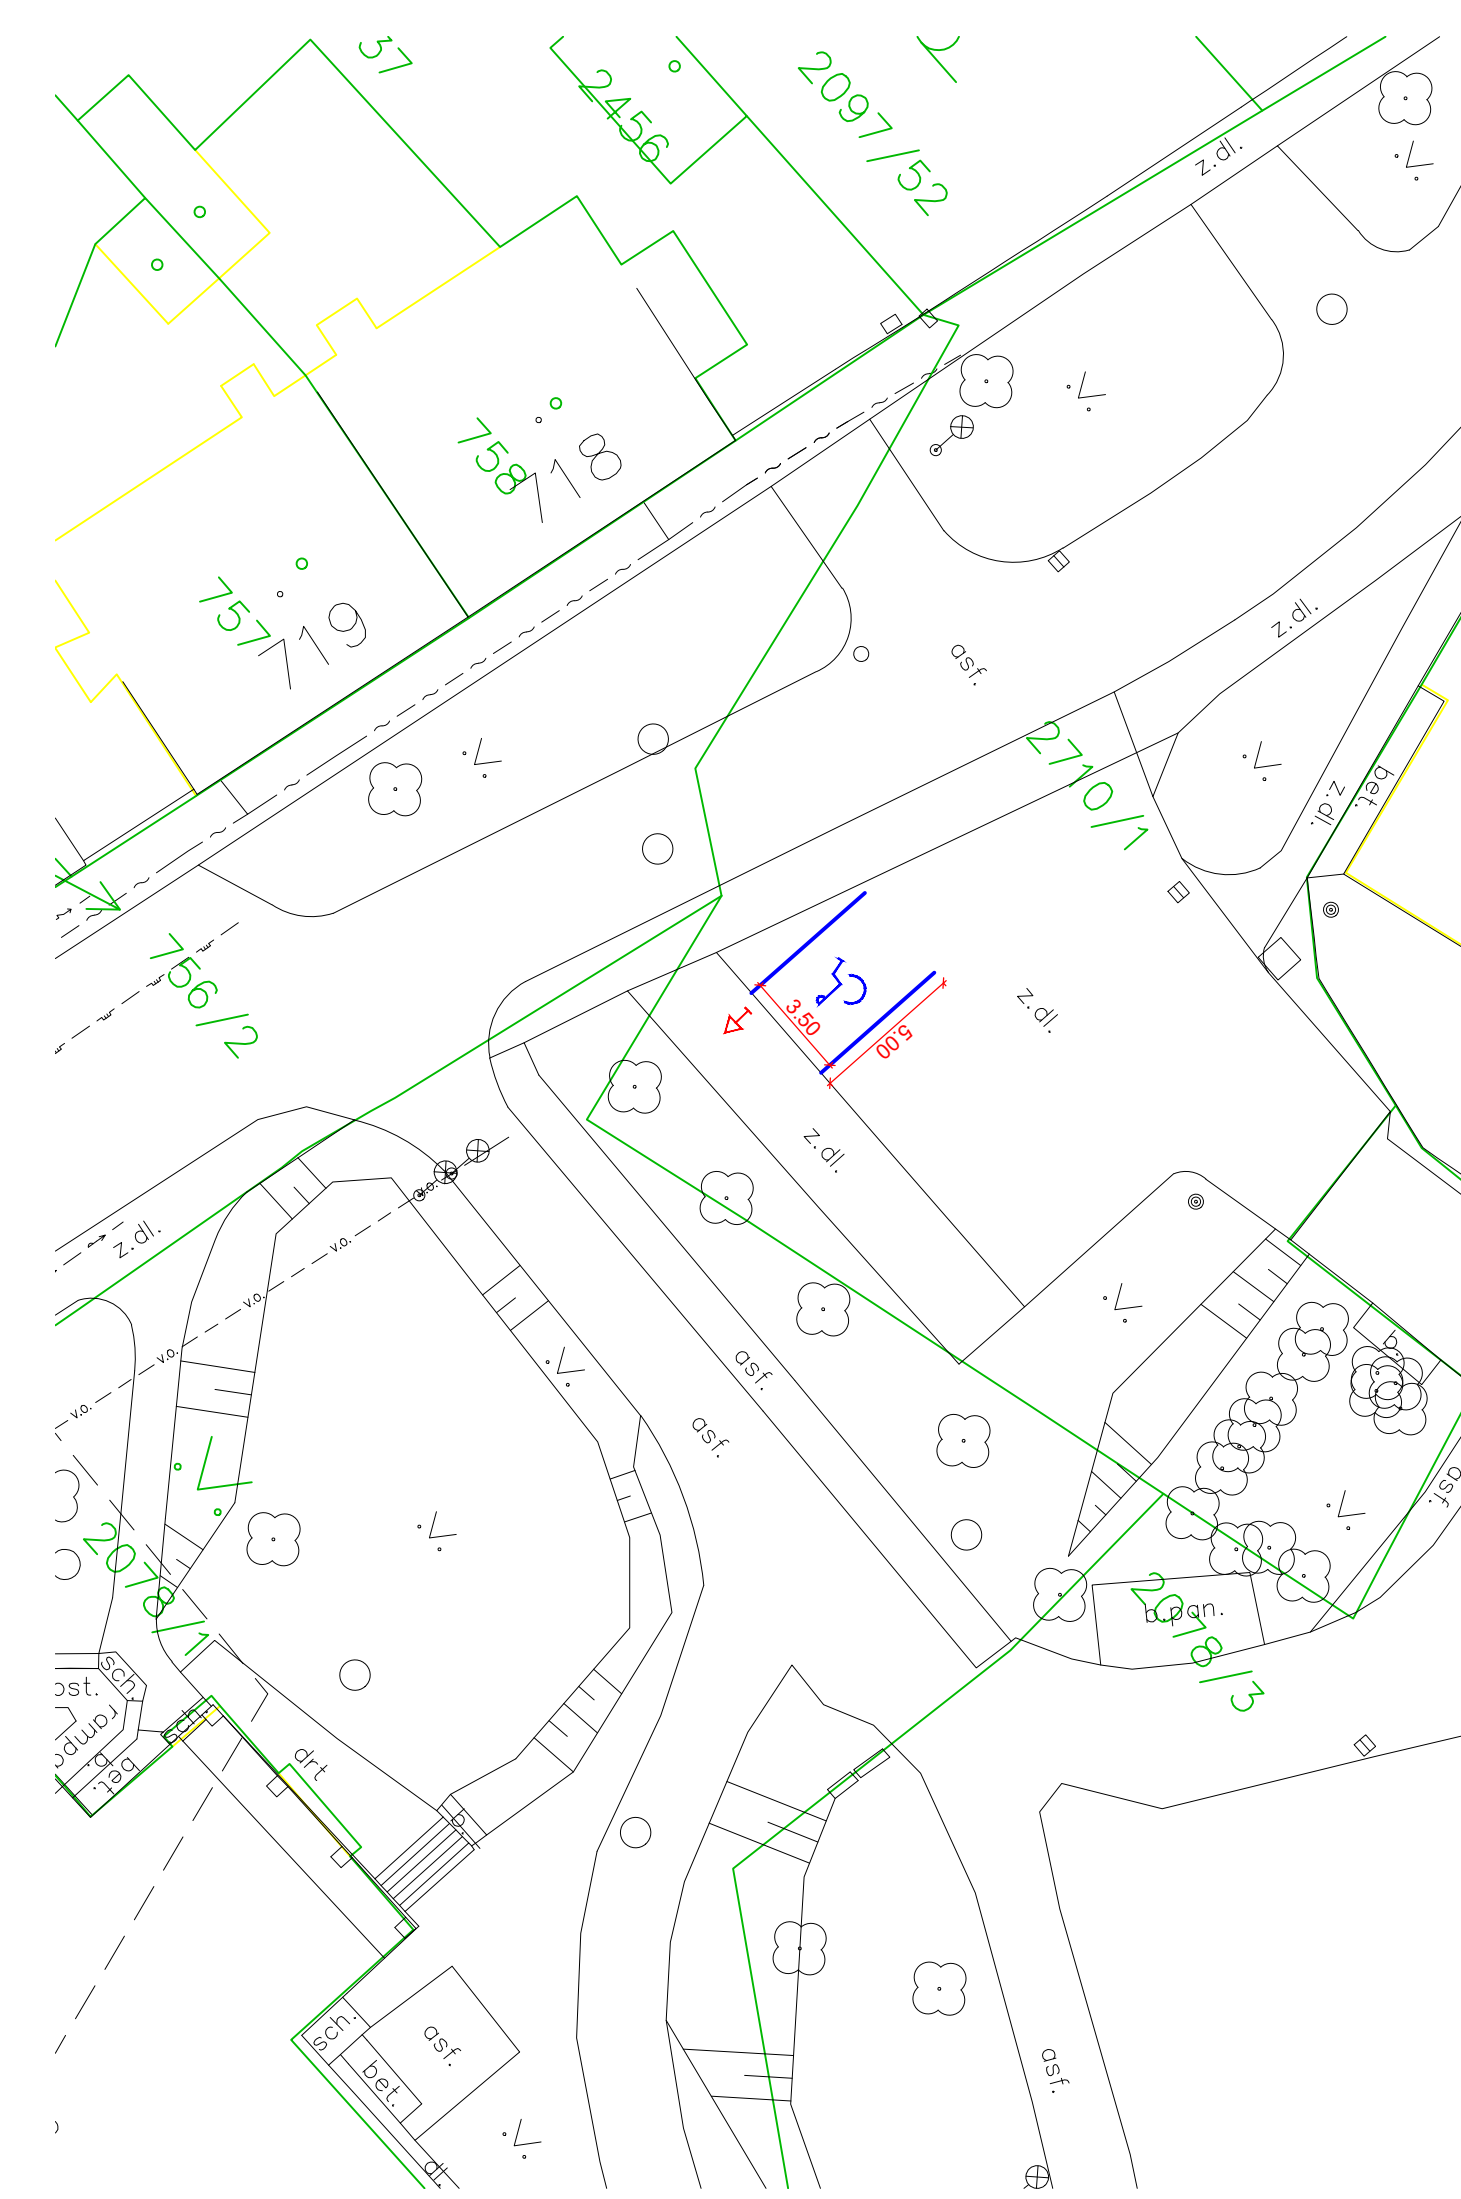 37
2456
2097/52
z.dl.
758
718
757
719
asf.
z.dl.
2710/1
bet.
z.dl.
756/2
3.50
5.00
z.dl.
z.dl.
v.o.
z.dl.
v.o.
v.o.
v.o.
v.o.
b.
asf.
asf.
asf.
2078/1
b.pan.
2078/3
sch.
ost.
rampa
sch.
b.
bet.
drt
b.
sch.
asf.
bet.
asf.
dl.